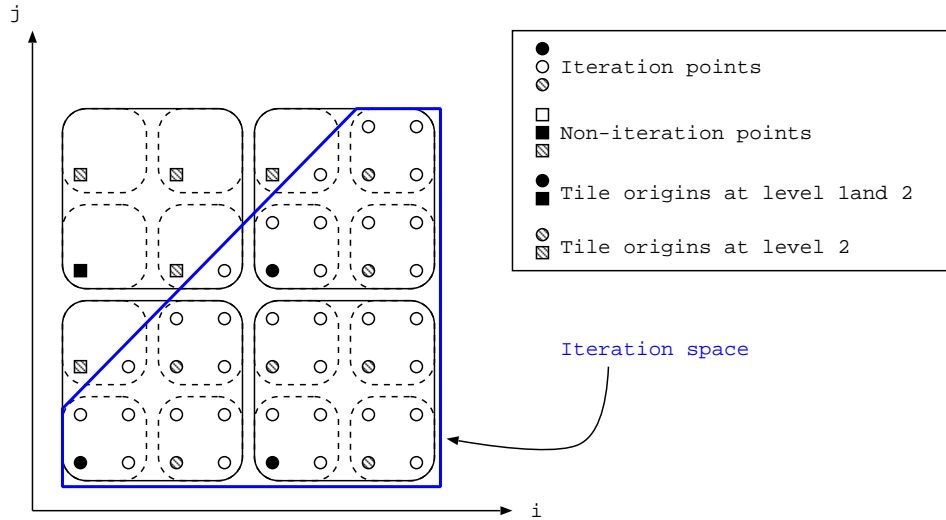 j
Iteration points
Non-iteration points
Tile origins at level 1and 2
Tile origins at level 2
Iteration space
i